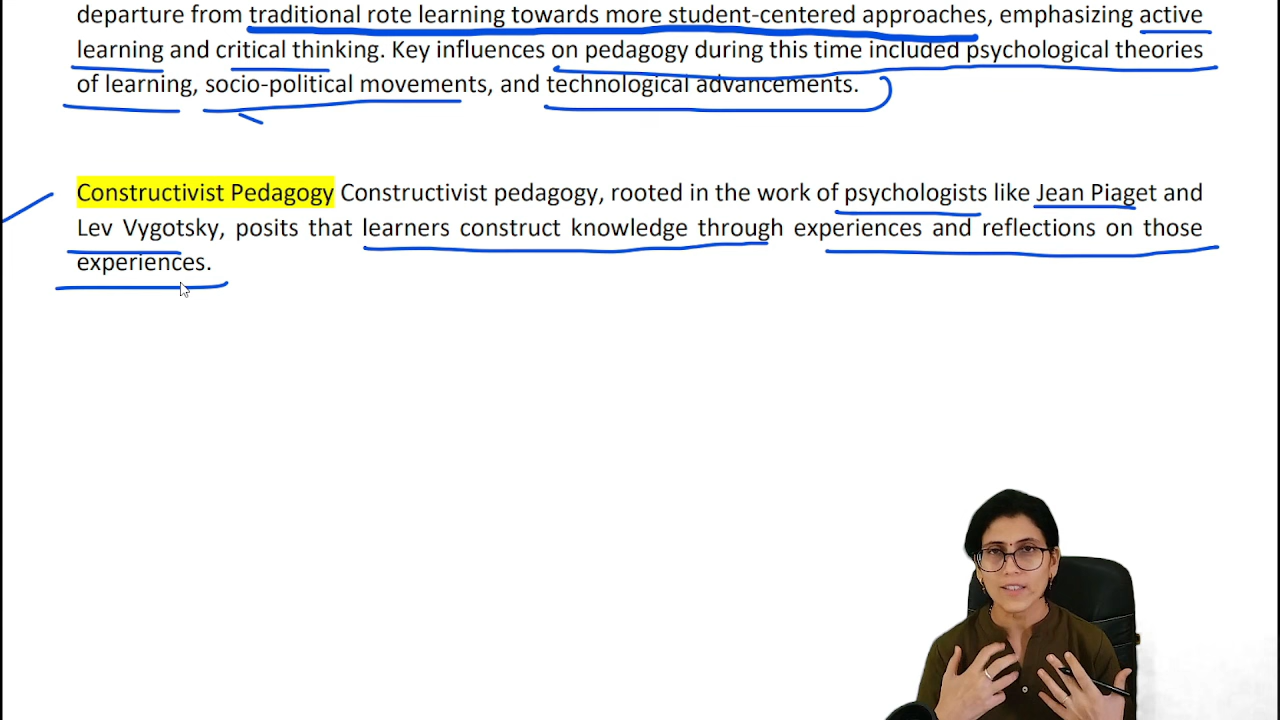 departure from traditional rote learning towards more student-centered approaches, emphasizing active
learning and critical thinking. Key influences on pedagogy during this time included psychological theories
of learning, socio-political movements, and technological advancements.
Constructivist Pedagogy Constructivist pedagogy, rooted in the work of psychologists like Jean Piaget and
Lev Vygotsky, posits that learners construct knowledge through experiences and reflections on those
experiences.